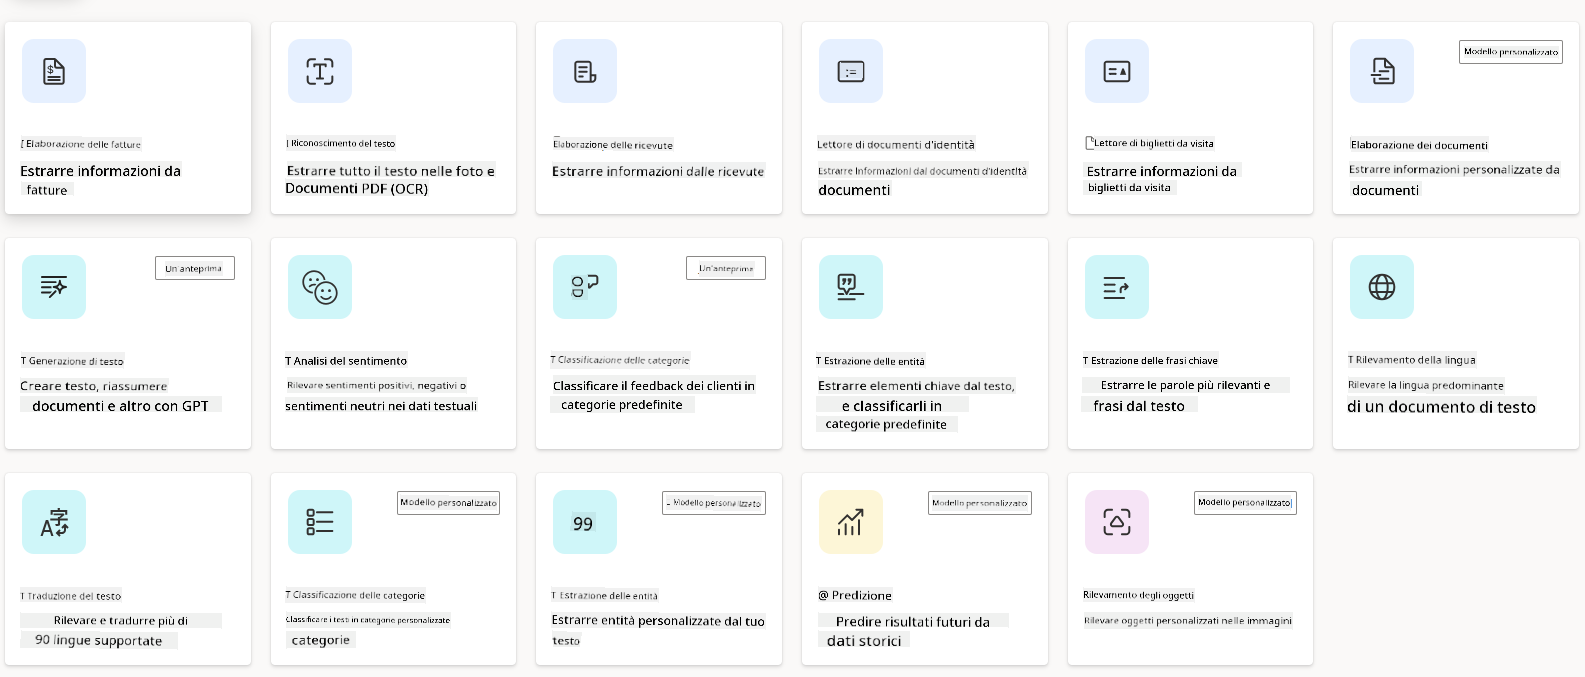 Modello personalizzato
Elaborazione delle fatture
Estrarre informazioni da
fatture
Riconoscimento del testo
Estrarre tutto il testo nelle foto e
Documenti PDF (OCR)
Elaborazione delle ricevute
Estrarre informazioni dalle ricevute
Lettore di documenti d'identità
Estrarre Informazioni dai documenti d'identità
documenti
Lettore di biglietti da visita
Estrarre informazioni da
biglietti da visita
Elaborazione dei documenti
Estrarre informazioni personalizzate da
documenti
Un'anteprima
T Generazione di testo
Creare testo, riassumere
documenti e altro con GPT
T Analisi del sentimento
Rilevare sentimenti positivi, negativi o
sentimenti neutri nei dati testuali
Un'anteprima
T Classificazione delle categorie
Classificare il feedback dei clienti in
categorie predefinite
T Estrazione delle entità
Estrarre elementi chiave dal testo,
e classificarli in
categorie predefinite
T Estrazione delle frasi chiave
Estrarre le parole più rilevanti e
frasi dal testo
T Rilevamento della lingua
Rilevare la lingua predominante
di un documento di testo
T Traduzione del testo
Rilevare e tradurre più di
90 lingue supportate
Modello personalizzato
T Classificazione delle categorie
Classificare i testi in categorie personalizzate
categorie
Modello personalizzato
99
T Estrazione delle entità
Estrarre entità personalizzate dal tuo
testo
Modello personalizzato
@ Predizione
Predire risultati futuri da
dati storici
Modello personalizzato
Rilevamento degli oggetti
Rilevare oggetti personalizzati nelle immagini